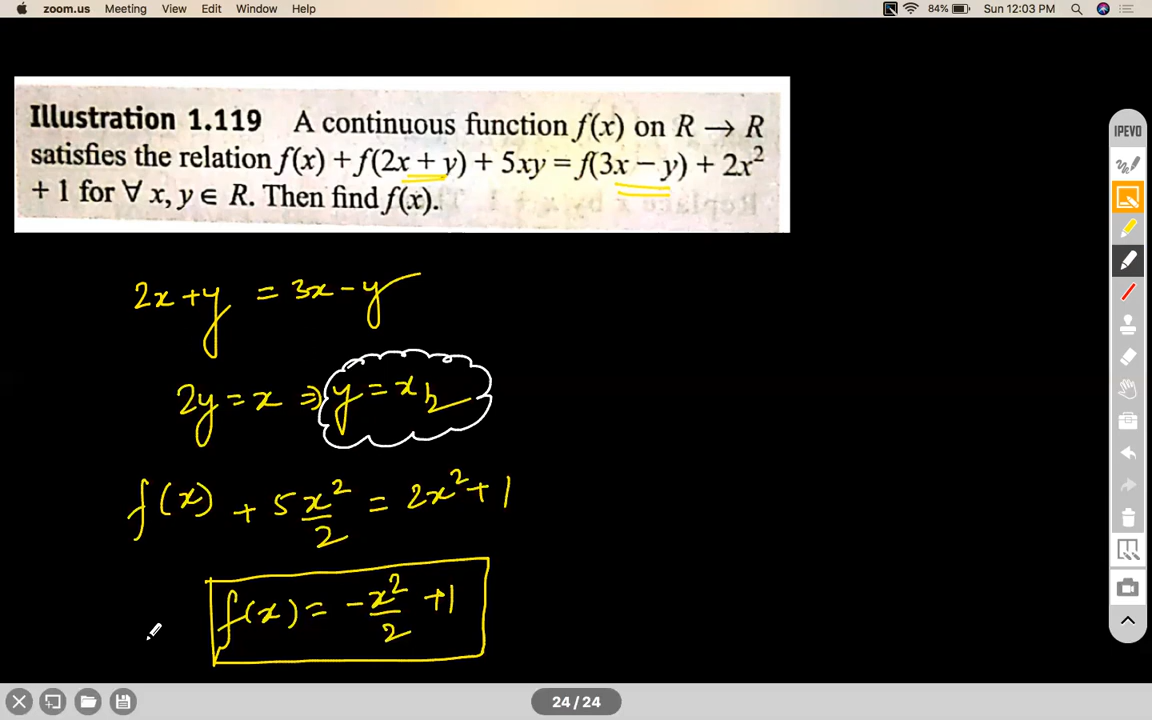 zoom.us Meeting View Edit Window Help 84% Sun 12:03 PM
Illustration 1.119 A continuous function f(x) on R → R
satisfies the relation f(x) + f(2x + y) + 5xy = f(3x − y) + 2x²
+ 1 for ∀ x, y ∈ R. Then find f(x).
IPEVO
2x + y = 3x - y
2y = x ⇒ y = x/2
f(x) + 5x²/2 = 2x² + 1
f(x) = -x²/2 + 1
24 / 24